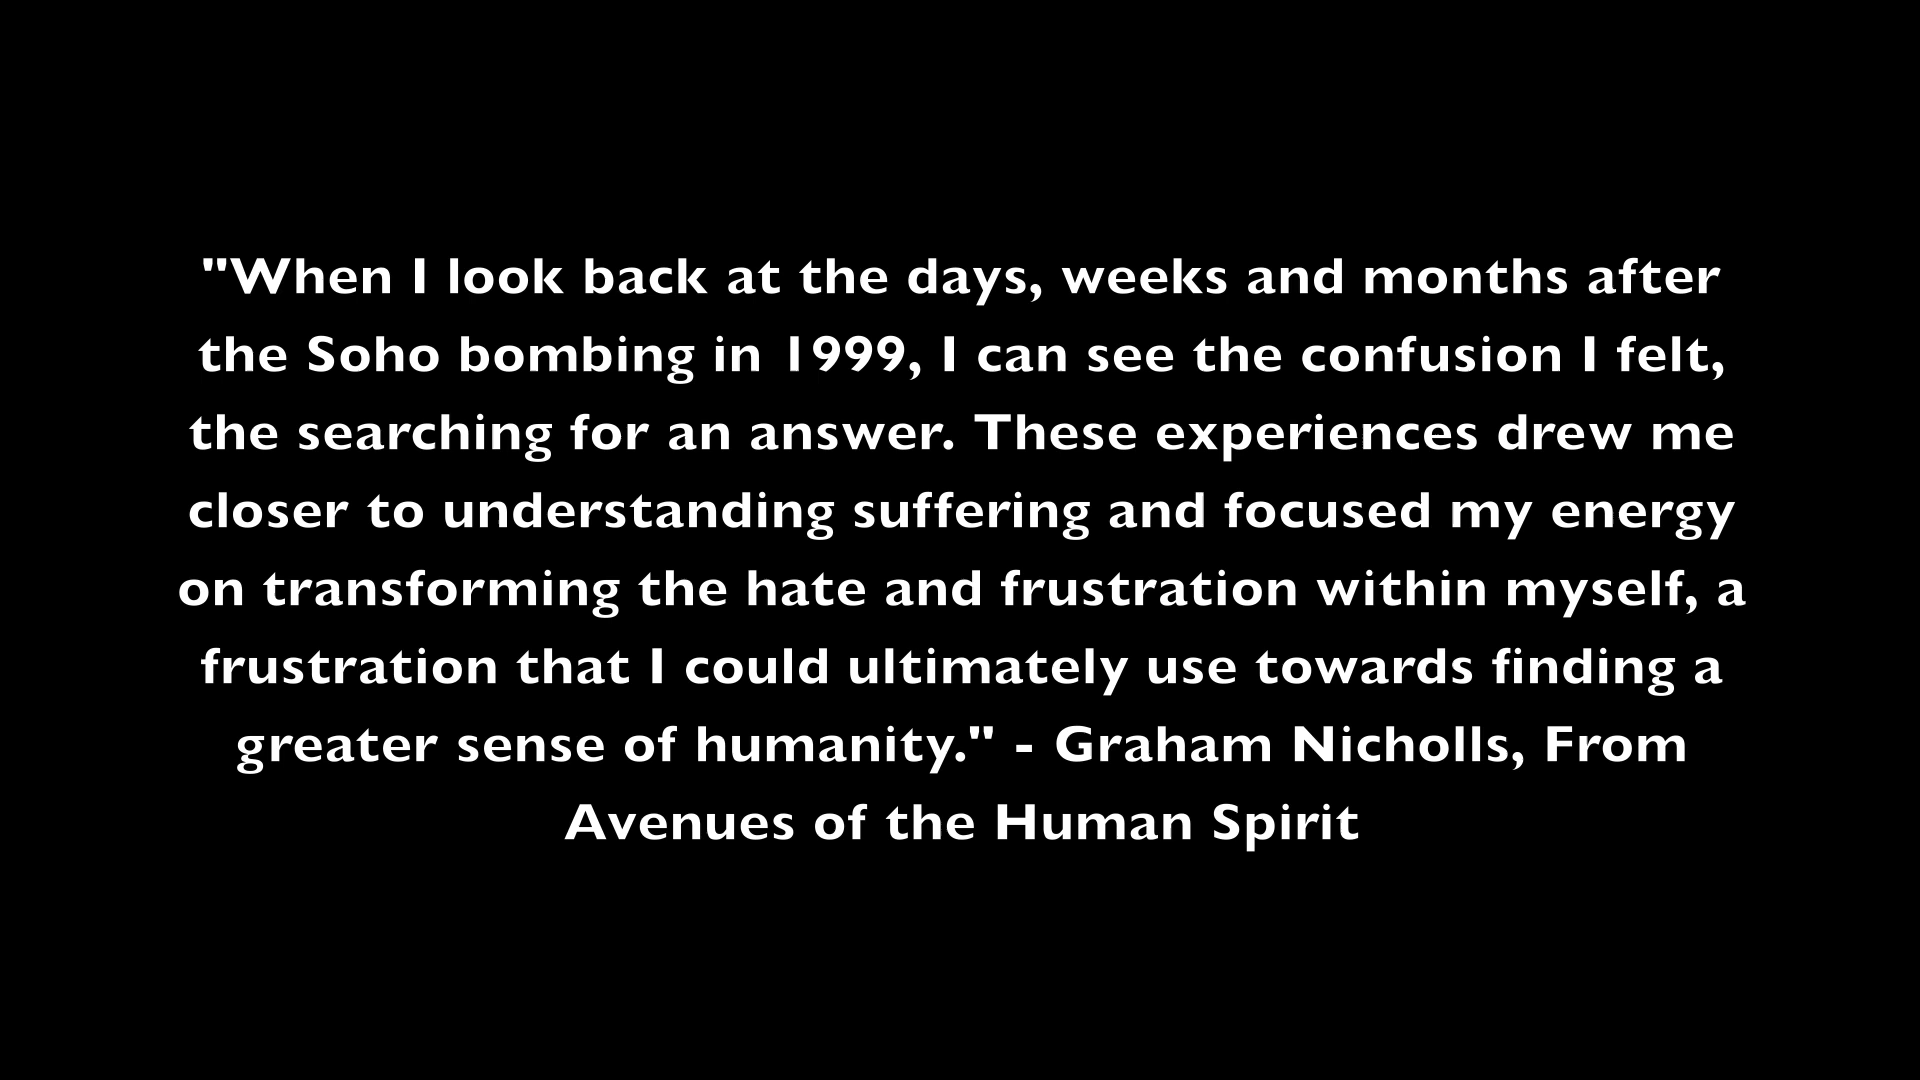 "When I look back at the days, weeks and months after
the Soho bombing in 1999, I can see the confusion I felt,
the searching for an answer. These experiences drew me
closer to understanding suffering and focused my energy
on transforming the hate and frustration within myself, a
frustration that I could ultimately use towards finding a
greater sense of humanity." - Graham Nicholls, From
Avenues of the Human Spirit